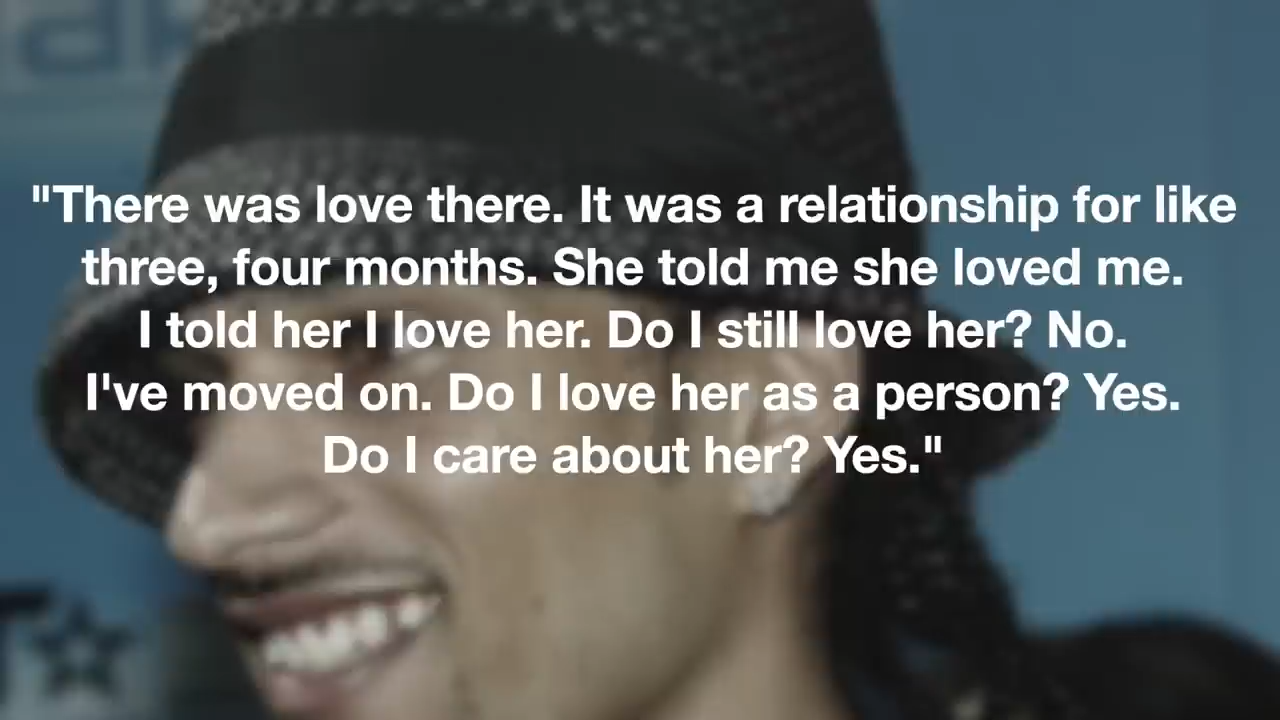 "There was love there. It was a relationship for like
three, four months. She told me she loved me.
I told her I love her. Do I still love her? No.
I've moved on. Do I love her as a person? Yes.
Do I care about her? Yes."